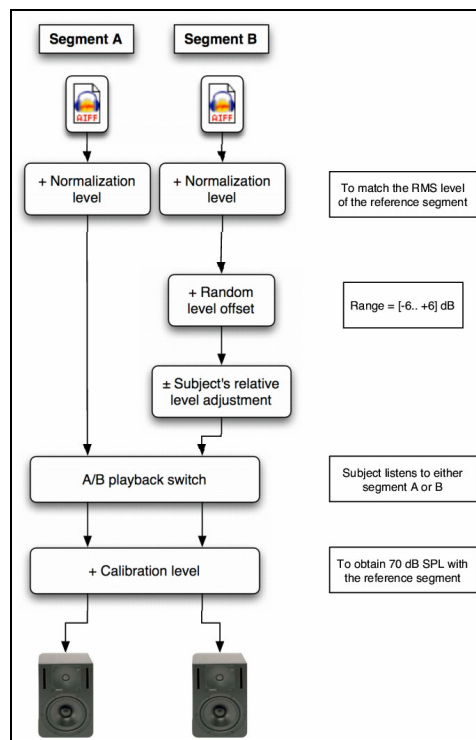 Segment A
Segment B
AIFF
AIFF
+ Normalization
level
+ Normalization
level
To match the RMS level
of the reference segment
+ Random
level offset
Range = [-6.. +6] dB
± Subject's relative
level adjustment
A/B playback switch
Subject listens to either
segment A or B
+ Calibration level
To obtain 70 dB SPL with
the reference segment